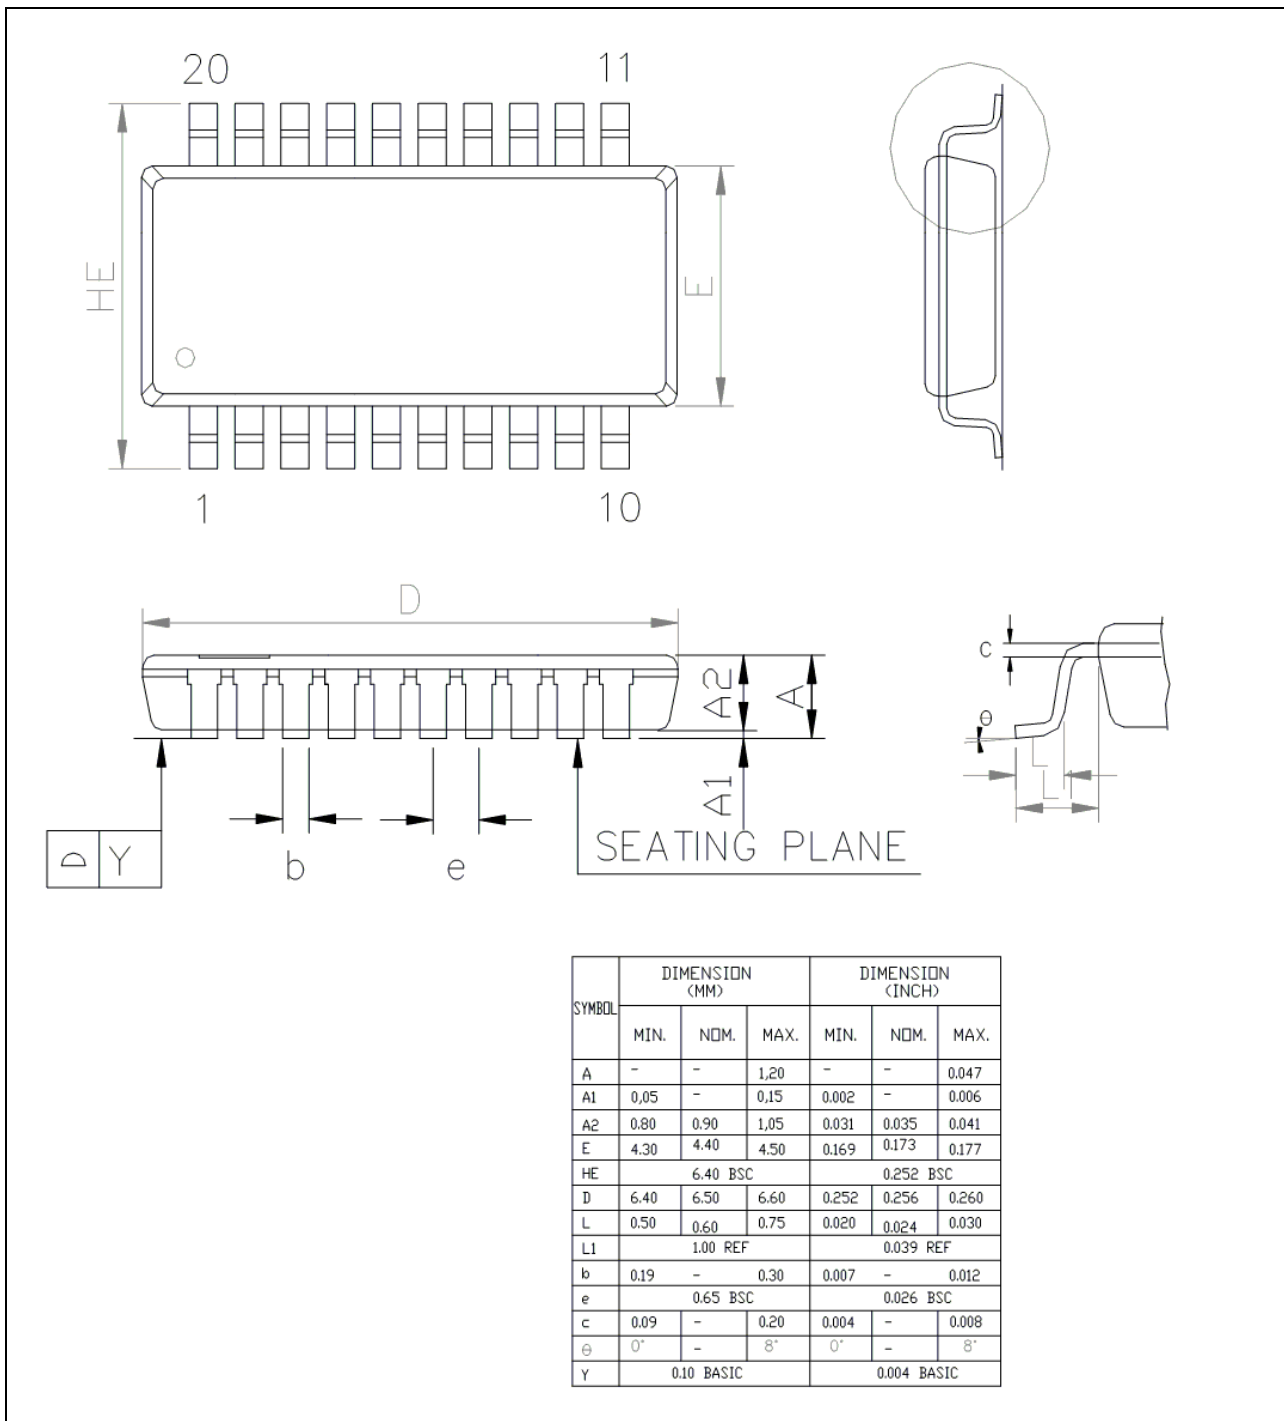 20 11
HE
E
1 10
D
A2
A
A1
C
θ
L
L
D Y
b
e
SEATING PLANE
SYMBOL DIMENSION (MM) DIMENSION (INCH)
MIN. NOM. MAX. MIN. NOM. MAX.
A - - 1,20 - - 0.047
A1 0,05 - 0,15 0.002 - 0.006
A2 0.80 0.90 1,05 0.031 0.035 0.041
E 4.30 4.40 4.50 0.169 0.173 0.177
HE 6.40 BSC 0.252 BSC
D 6.40 6.50 6.60 0.252 0.256 0.260
L 0.50 0.60 0.75 0.020 0.024 0.030
L1 1.00 REF 0.039 REF
b 0.19 - 0.30 0.007 - 0.012
e 0.65 BSC 0.026 BSC
c 0.09 - 0.20 0.004 - 0.008
θ 0° - 8° 0° - 8°
Y 0.10 BASIC 0.004 BASIC